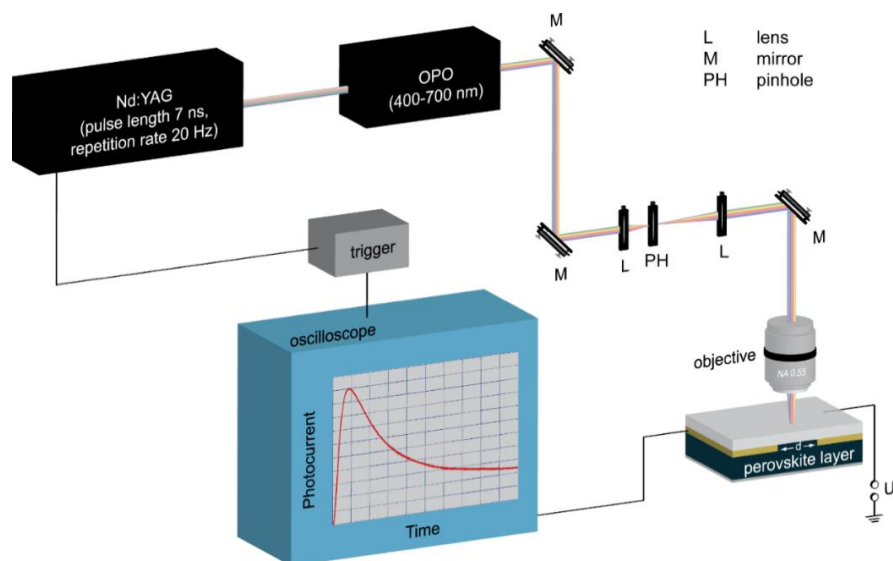 M
L lens
M mirror
PH pinhole
OPO
(400-700 nm)
Nd:YAG
(pulse length 7 ns,
repetition rate 20 Hz)
trigger
M
L
PH
L
M
oscilloscope
Photocurrent
Time
objective
NA 0.55
d
perovskite layer
U